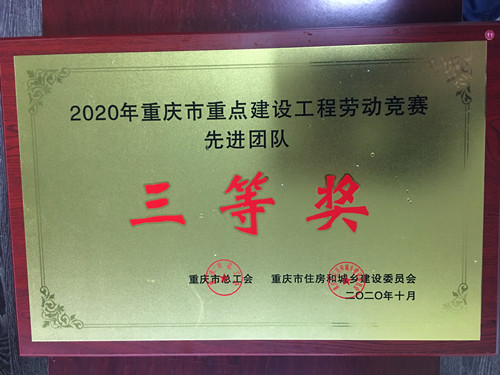 2020年重庆市重点建设工程劳动竞赛
先进团队
三等奖
重庆市总工会 重庆市住房和城乡建设委员会
二〇二〇年十月